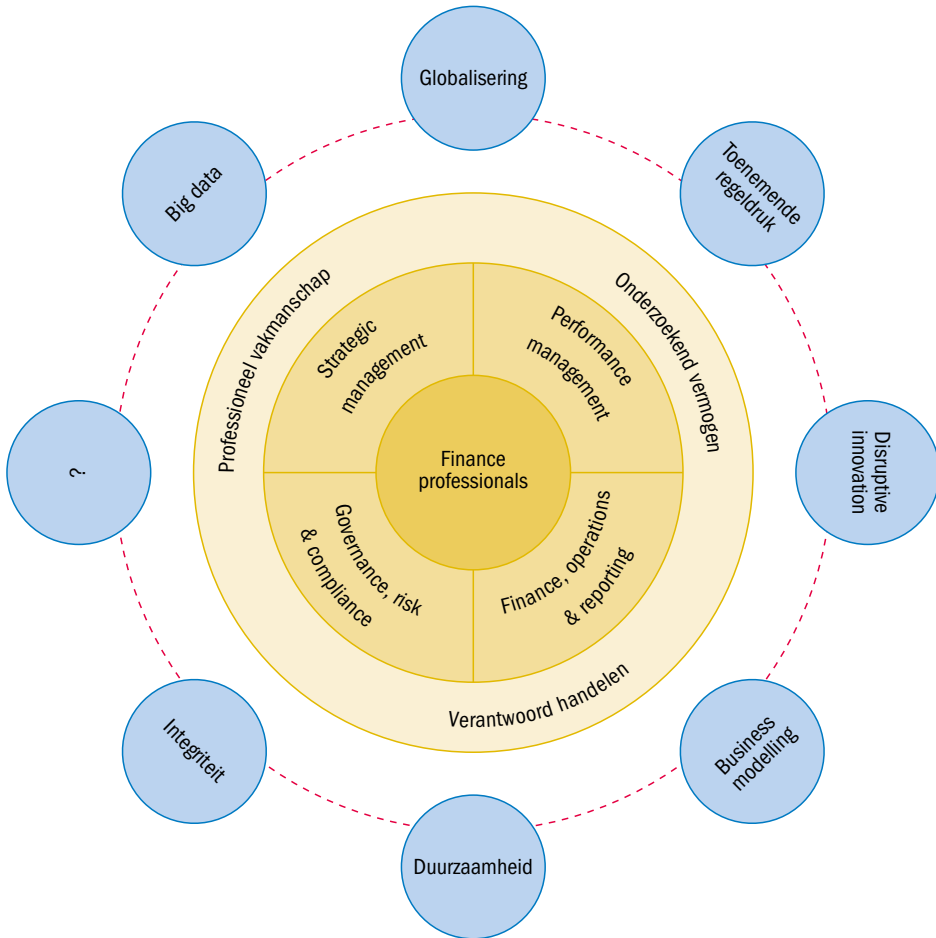 Globalisering
Toenemende
regeldruk
Disruptive
innovation
Business
modelling
Duurzaamheid
Integriteit
?
Big data
Professioneel vakmanschap
Onderzoekend vermogen
Verantwoord handelen
Strategic
management
Performance
management
Finance, operations
& reporting
Governance, risk
& compliance
Finance
professionals